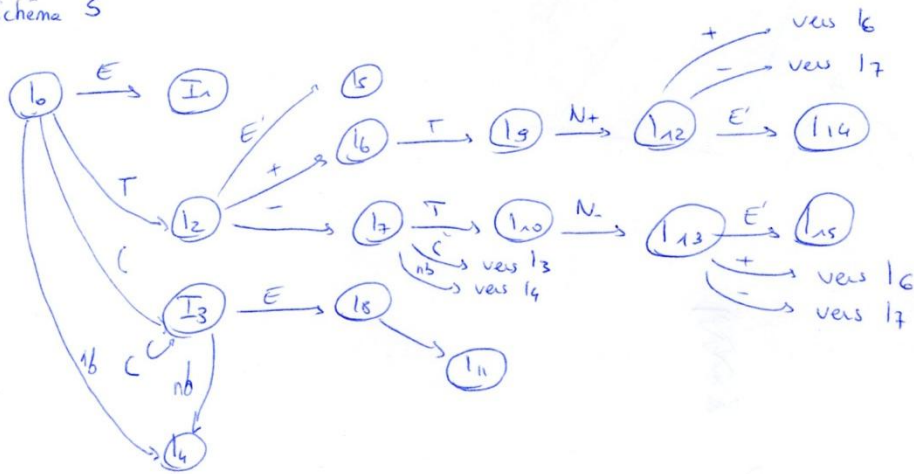 chéma S
+ vers I6
- vers I7
I0 E I1
I5
E'
I6 T I9 N+ I12 E' I14
+
T
I2 - I7 T I10 N- I13 E' I15
C vers I3
nb vers I4
+ vers I6
- vers I7
C
I3 E I8
C
nb nb
I11
I4